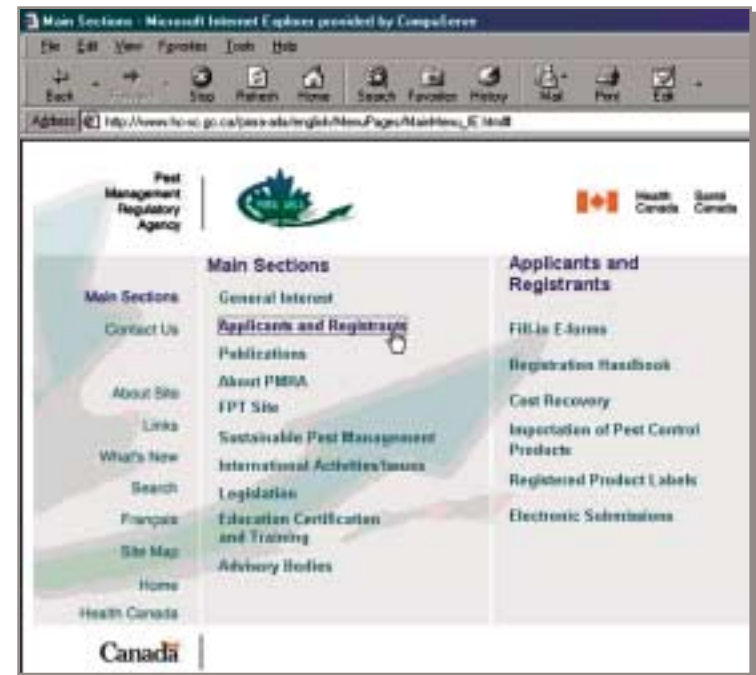 Main Sections - Microsoft Internet Explorer provided by CompuServe
File Edit View Favorites Tools Help
Back Stop Refresh Home Search Favorites History Mail Print Edit
Address
Pest
Management
Regulatory
Agency
Health Canada
Santé Canada
Main Sections
Contact Us
About Site
Links
What's New
Search
Français
Site Map
Home
Health Canada
Main Sections
General Interest
Applicants and Registrants
Publications
About PMRA
FPT Site
Sustainable Pest Management
International Activities/Issues
Legislation
Education Certification
and Training
Advisory Bodies
Applicants and
Registrants
Fill-in E-forms
Registration Handbook
Cost Recovery
Importation of Pest Control
Products
Registered Product Labels
Electronic Submissions
Canada